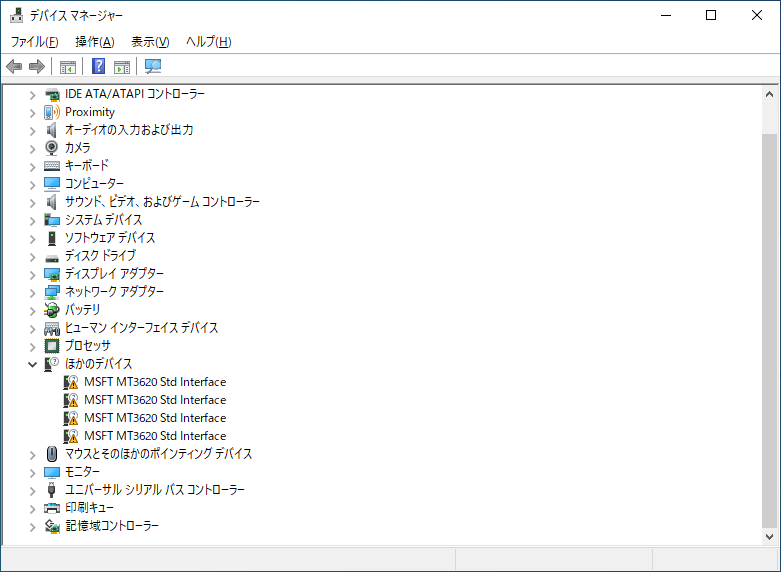 デバイス マネージャー
ファイル(F) 操作(A) 表示(V) ヘルプ(H)
IDE ATA/ATAPI コントローラー
Proximity
オーディオの入力および出力
カメラ
キーボード
コンピューター
サウンド、ビデオ、およびゲーム コントローラー
システム デバイス
ソフトウェア デバイス
ディスク ドライブ
ディスプレイ アダプター
ネットワーク アダプター
バッテリ
ヒューマン インターフェイス デバイス
プロセッサ
ほかのデバイス
MSFT MT3620 Std Interface
MSFT MT3620 Std Interface
MSFT MT3620 Std Interface
MSFT MT3620 Std Interface
マウスとそのほかのポインティング デバイス
モニター
ユニバーサル シリアル バス コントローラー
印刷キュー
記憶域コントローラー